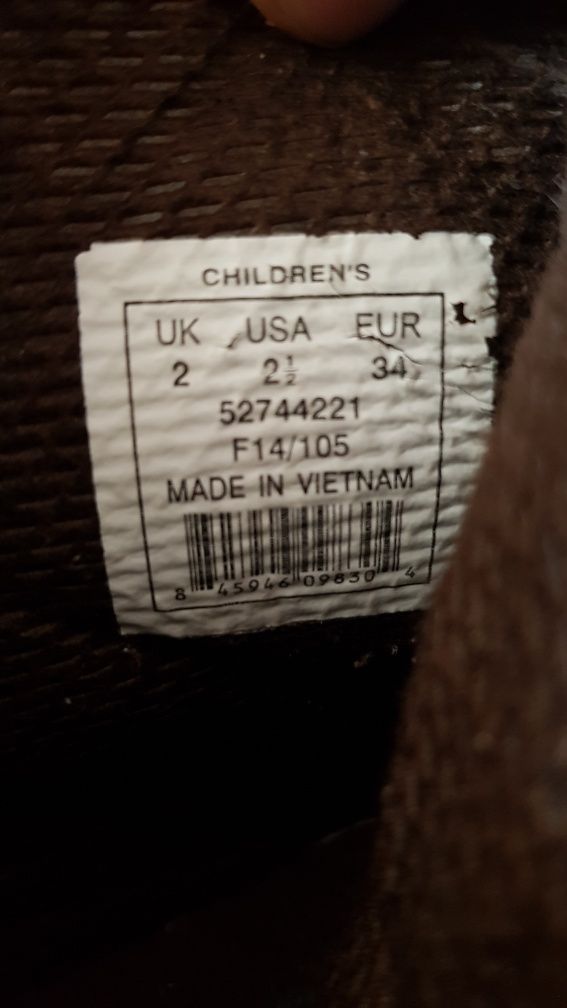 CHILDREN'S
UK USA EUR
2 2½ 34
52744221
F14/105
MADE IN VIETNAM
8 45946 09830 4